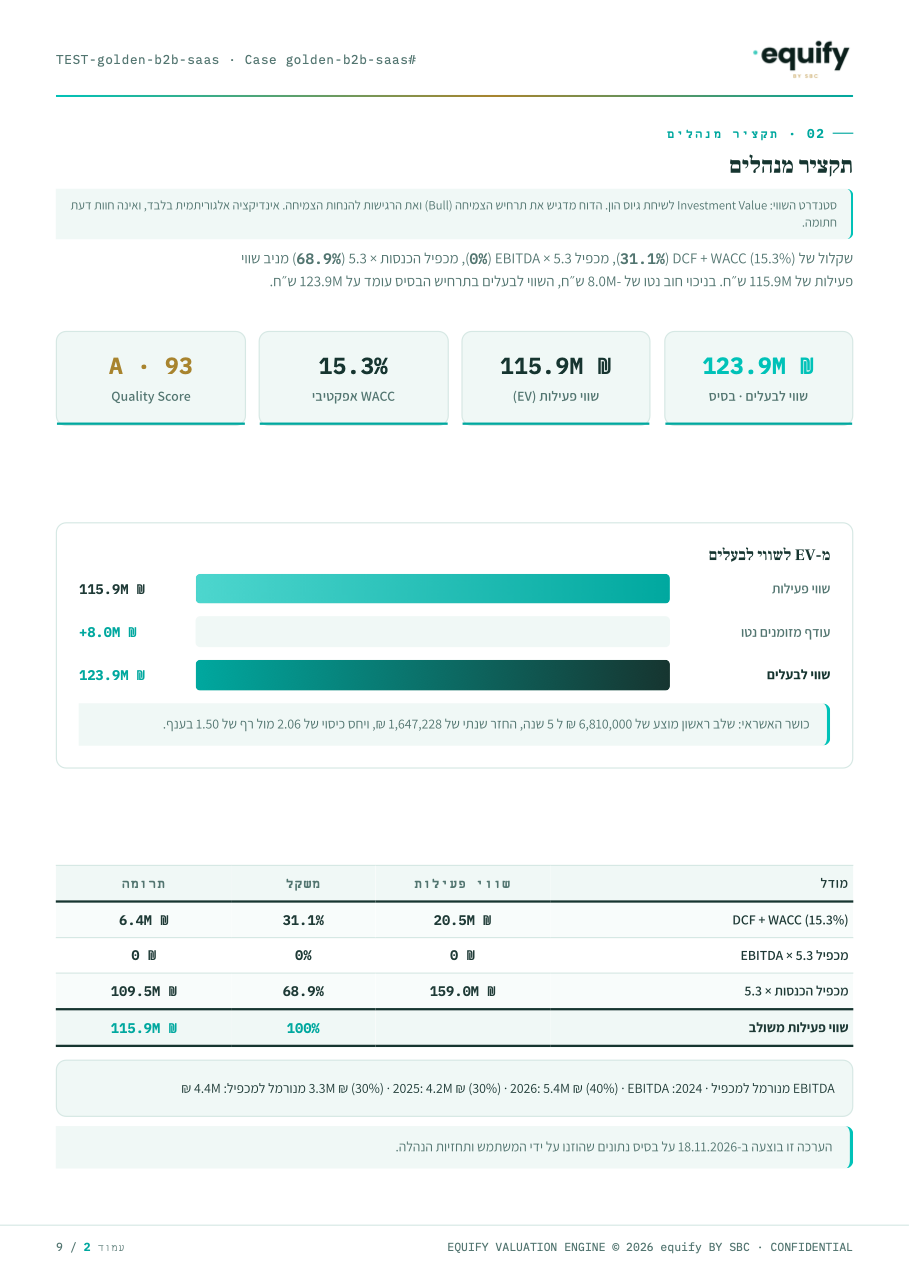 TEST-golden-b2b-saas · Case golden-b2b-saas#
equify
BY SBC
02 · תקציר מנהלים
תקציר מנהלים
סטנדרט השווי: Investment Value לשיחת גיוס הון. הדוח מדגיש את תרחיש הצמיחה (Bull) ואת הרגישות להנחות הצמיחה. אינדיקציה אלגוריתמית בלבד, ואינה חוות דעת
חתומה.
שקלול של DCF + WACC (15.3%) (31.1%), מכפיל EBITDA × 5.3 (0%), מכפיל הכנסות × 5.3 (68.9%) מניב שווי
פעילות של 115.9M ש״ח. בניכוי חוב נטו של -8.0M ש״ח, השווי לבעלים בתרחיש הבסיס עומד על 123.9M ש״ח.
123.9M ₪
שווי לבעלים · בסיס
115.9M ₪
שווי פעילות (EV)
15.3%
WACC אפקטיבי
A · 93
Quality Score
מ-EV לשווי לבעלים
שווי פעילות 115.9M ₪
עודף מזומנים נטו +8.0M ₪
שווי לבעלים 123.9M ₪
כושר האשראי: שלב ראשון מוצע של 6,810,000 ₪ ל 5 שנה, החזר שנתי של 1,647,228 ₪, ויחס כיסוי של 2.06 מול רף של 1.50 בענף.
מודל שווי פעילות משקל תרומה
DCF + WACC (15.3%) 20.5M ₪ 31.1% 6.4M ₪
מכפיל EBITDA × 5.3 0 ₪ 0% 0 ₪
מכפיל הכנסות × 5.3 159.0M ₪ 68.9% 109.5M ₪
שווי פעילות משולב 100% 115.9M ₪
EBITDA מנורמל למכפיל · 2024: EBITDA · 2026: 5.4M ₪ (40%) · 2025: 4.2M ₪ (30%) · 3.3M ₪ (30%) מנורמל למכפיל: 4.4M ₪
הערכה זו בוצעה ב-18.11.2026 על בסיס נתונים שהוזנו על ידי המשתמש ותחזיות הנהלה.
EQUIFY VALUATION ENGINE © 2026 equify BY SBC · CONFIDENTIAL
עמוד 2 / 9